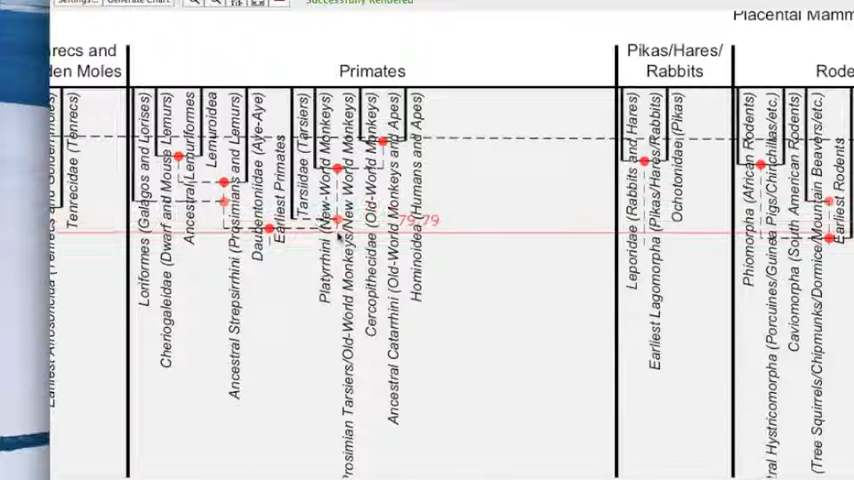 Settings...
Generate Chart
Successfully Rendered
Placental Mamm
recs and
den Moles
Primates
Pikas/Hares/
Rabbits
Rode
Tenrecidae (Tenrecs)
Loriformes (Galagos and Lorises)
Cheriogaleidae (Dwarf and Mouse Lemurs)
Ancestral Lemuriformes
Lemuroidea
Ancestral Strepsirrhini (Prosimians and Lemurs)
Daubentoniidae (Aye-Aye)
Earliest Primates
Tarsiidae (Tarsiers)
Platyrrhini (New-World Monkeys)
Prosimian Tarsiers/Old-World Monkeys/New World Monkeys)
Cercopithecidae (Old-World Monkeys)
Ancestral Catarrhini (Old-World Monkeys and Apes)
Hominoidea (Humans and Apes)
79.79
Leporidae (Rabbits and Hares)
Earliest Lagomorpha (Pikas/Hares/Rabbits)
Ochotonidae (Pikas)
Phiomorpha (African Rodents)
ral Hystricomorpha (Porcuines/Guinea Pigs/Chinchillas/etc.)
Caviomorpha (South American Rodents)
(Tree Squirrels/Chipmunks/Dormice/Mountain Beavers/etc.)
Earliest Rodents